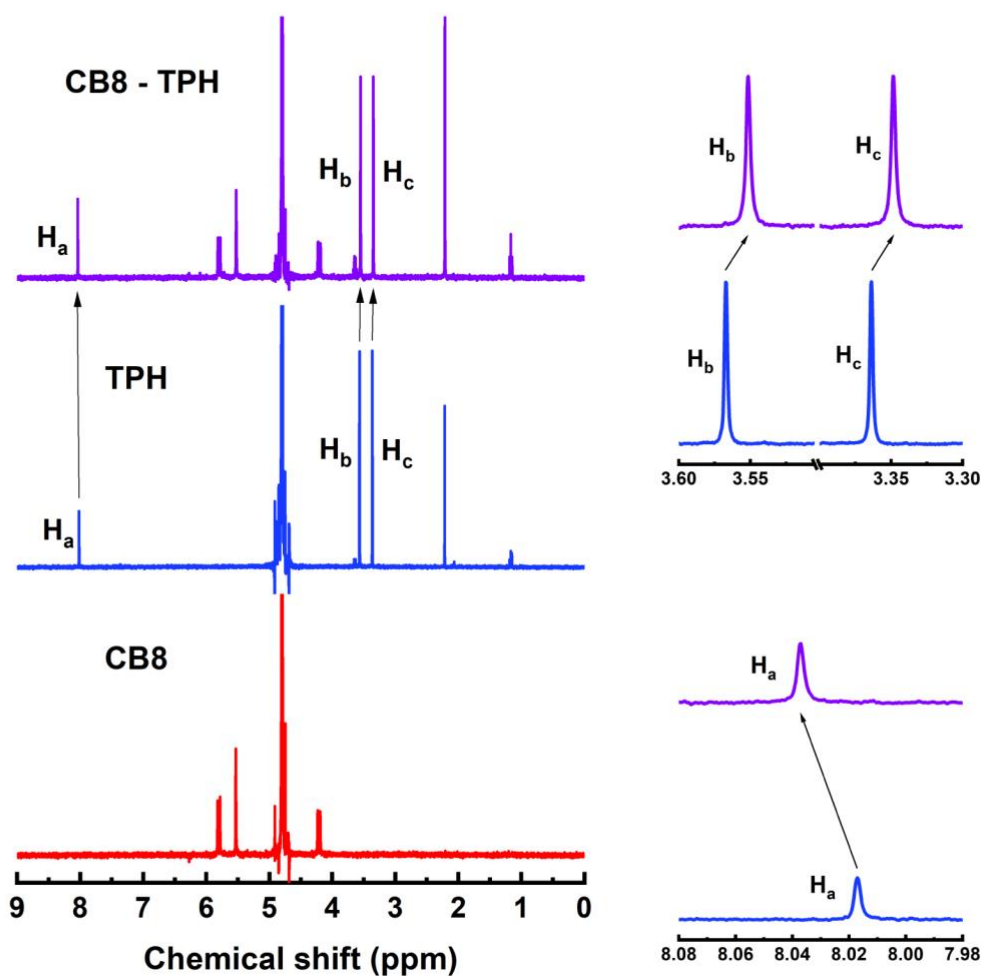 CB8 - TPH
Ha
Hb
Hc
TPH
Ha
Hb
Hc
CB8
9 8 7 6 5 4 3 2 1 0
Chemical shift (ppm)
Hb
Hc
Hb
Hc
3.60 3.55 3.35 3.30
Ha
Ha
8.08 8.06 8.04 8.02 8.00 7.98